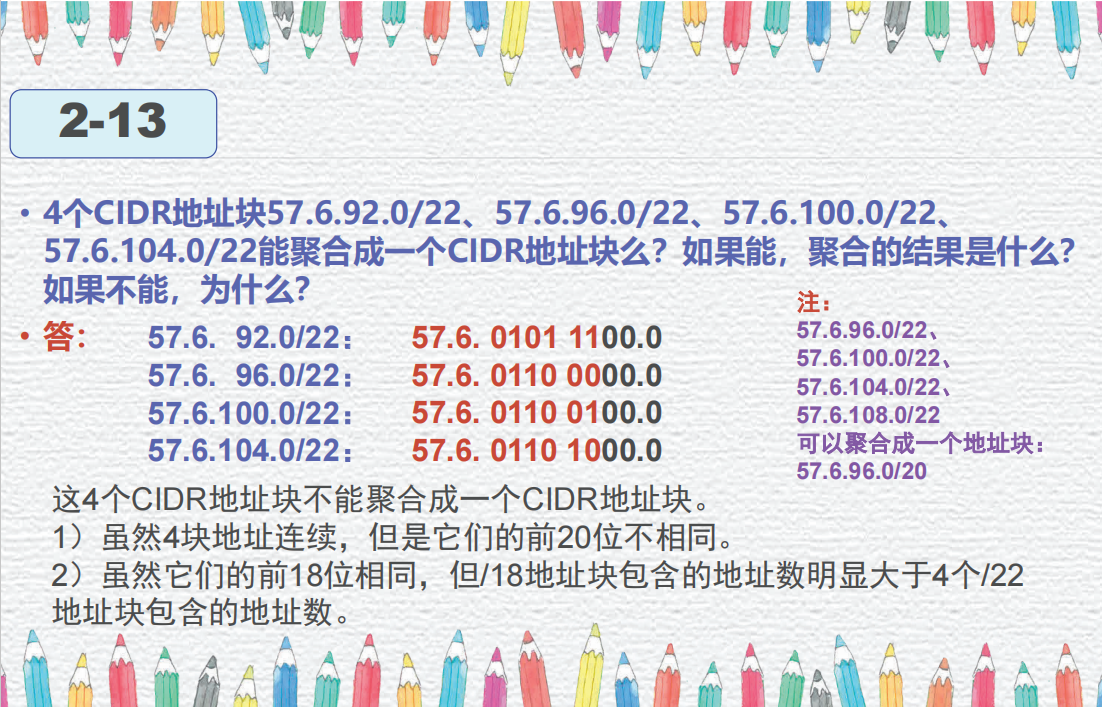 2-13
• 4个CIDR地址块57.6.92.0/22、57.6.96.0/22、57.6.100.0/22、
57.6.104.0/22能聚合成一个CIDR地址块么？如果能，聚合的结果是什么？
如果不能，为什么？
• 答： 57.6. 92.0/22： 57.6. 0101 1100.0
57.6. 96.0/22： 57.6. 0110 0000.0
57.6.100.0/22： 57.6. 0110 0100.0
57.6.104.0/22： 57.6. 0110 1000.0
注：
57.6.96.0/22、
57.6.100.0/22、
57.6.104.0/22、
57.6.108.0/22
可以聚合成一个地址块：
57.6.96.0/20
这4个CIDR地址块不能聚合成一个CIDR地址块。
1）虽然4块地址连续，但是它们的前20位不相同。
2）虽然它们的前18位相同，但/18地址块包含的地址数明显大于4个/22
地址块包含的地址数。